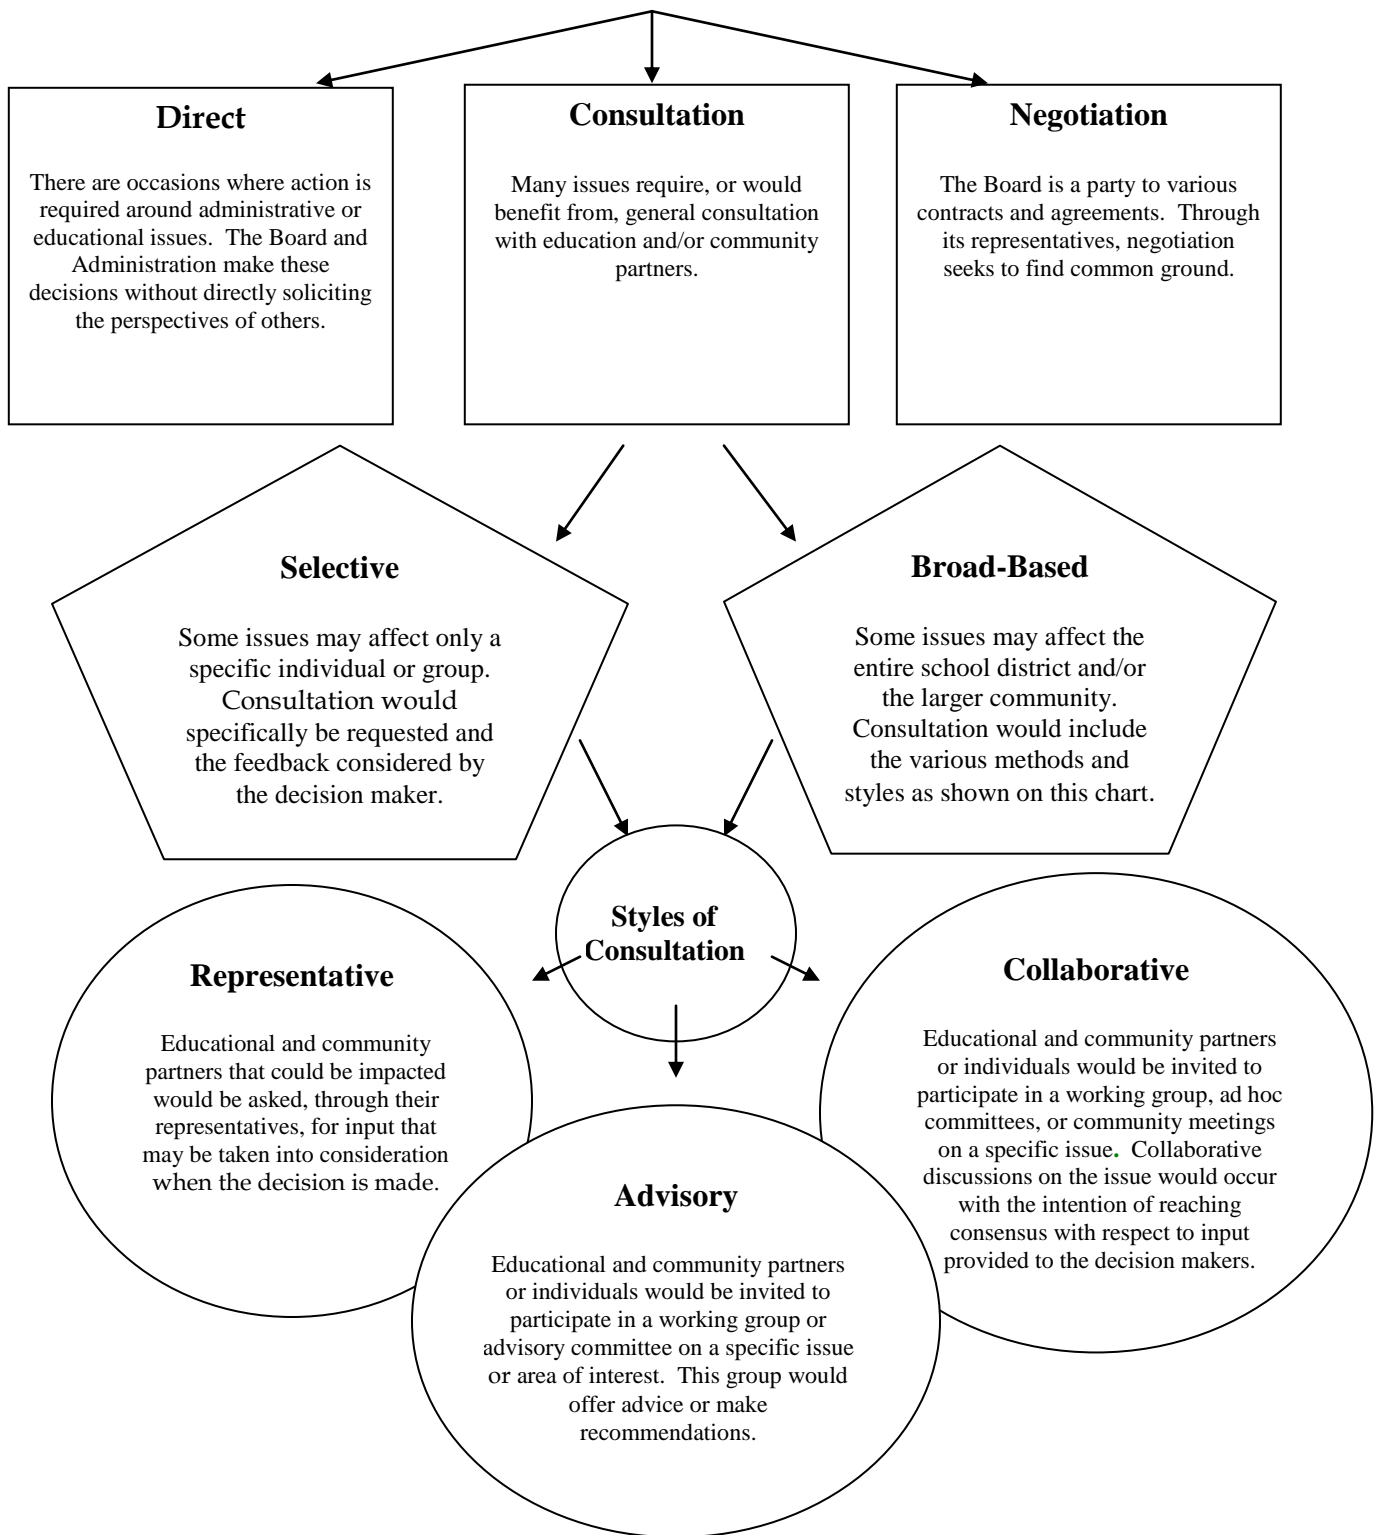 Direct
There are occasions where action is
required around administrative or
educational issues.  The Board and
Administration make these
decisions without directly soliciting
the perspectives of others.
Consultation
Many issues require, or would
benefit from, general consultation
with education and/or community
partners.
Negotiation
The Board is a party to various
contracts and agreements.  Through
its representatives, negotiation
seeks to find common ground.
Selective
Some issues may affect only a
specific individual or group.
Consultation would
specifically be requested and
the feedback considered by
the decision maker.
Broad-Based
Some issues may affect the
entire school district and/or
the larger community.
Consultation would include
the various methods and
styles as shown on this chart.
Styles of
Consultation
Representative
Educational and community
partners that could be impacted
would be asked, through their
representatives, for input that
may be taken into consideration
when the decision is made.
Advisory
Educational and community partners
or individuals would be invited to
participate in a working group or
advisory committee on a specific issue
or area of interest.  This group would
offer advice or make
recommendations.
Collaborative
Educational and community partners
or individuals would be invited to
participate in a working group, ad hoc
committees, or community meetings
on a specific issue.  Collaborative
discussions on the issue would occur
with the intention of reaching
consensus with respect to input
provided to the decision makers.